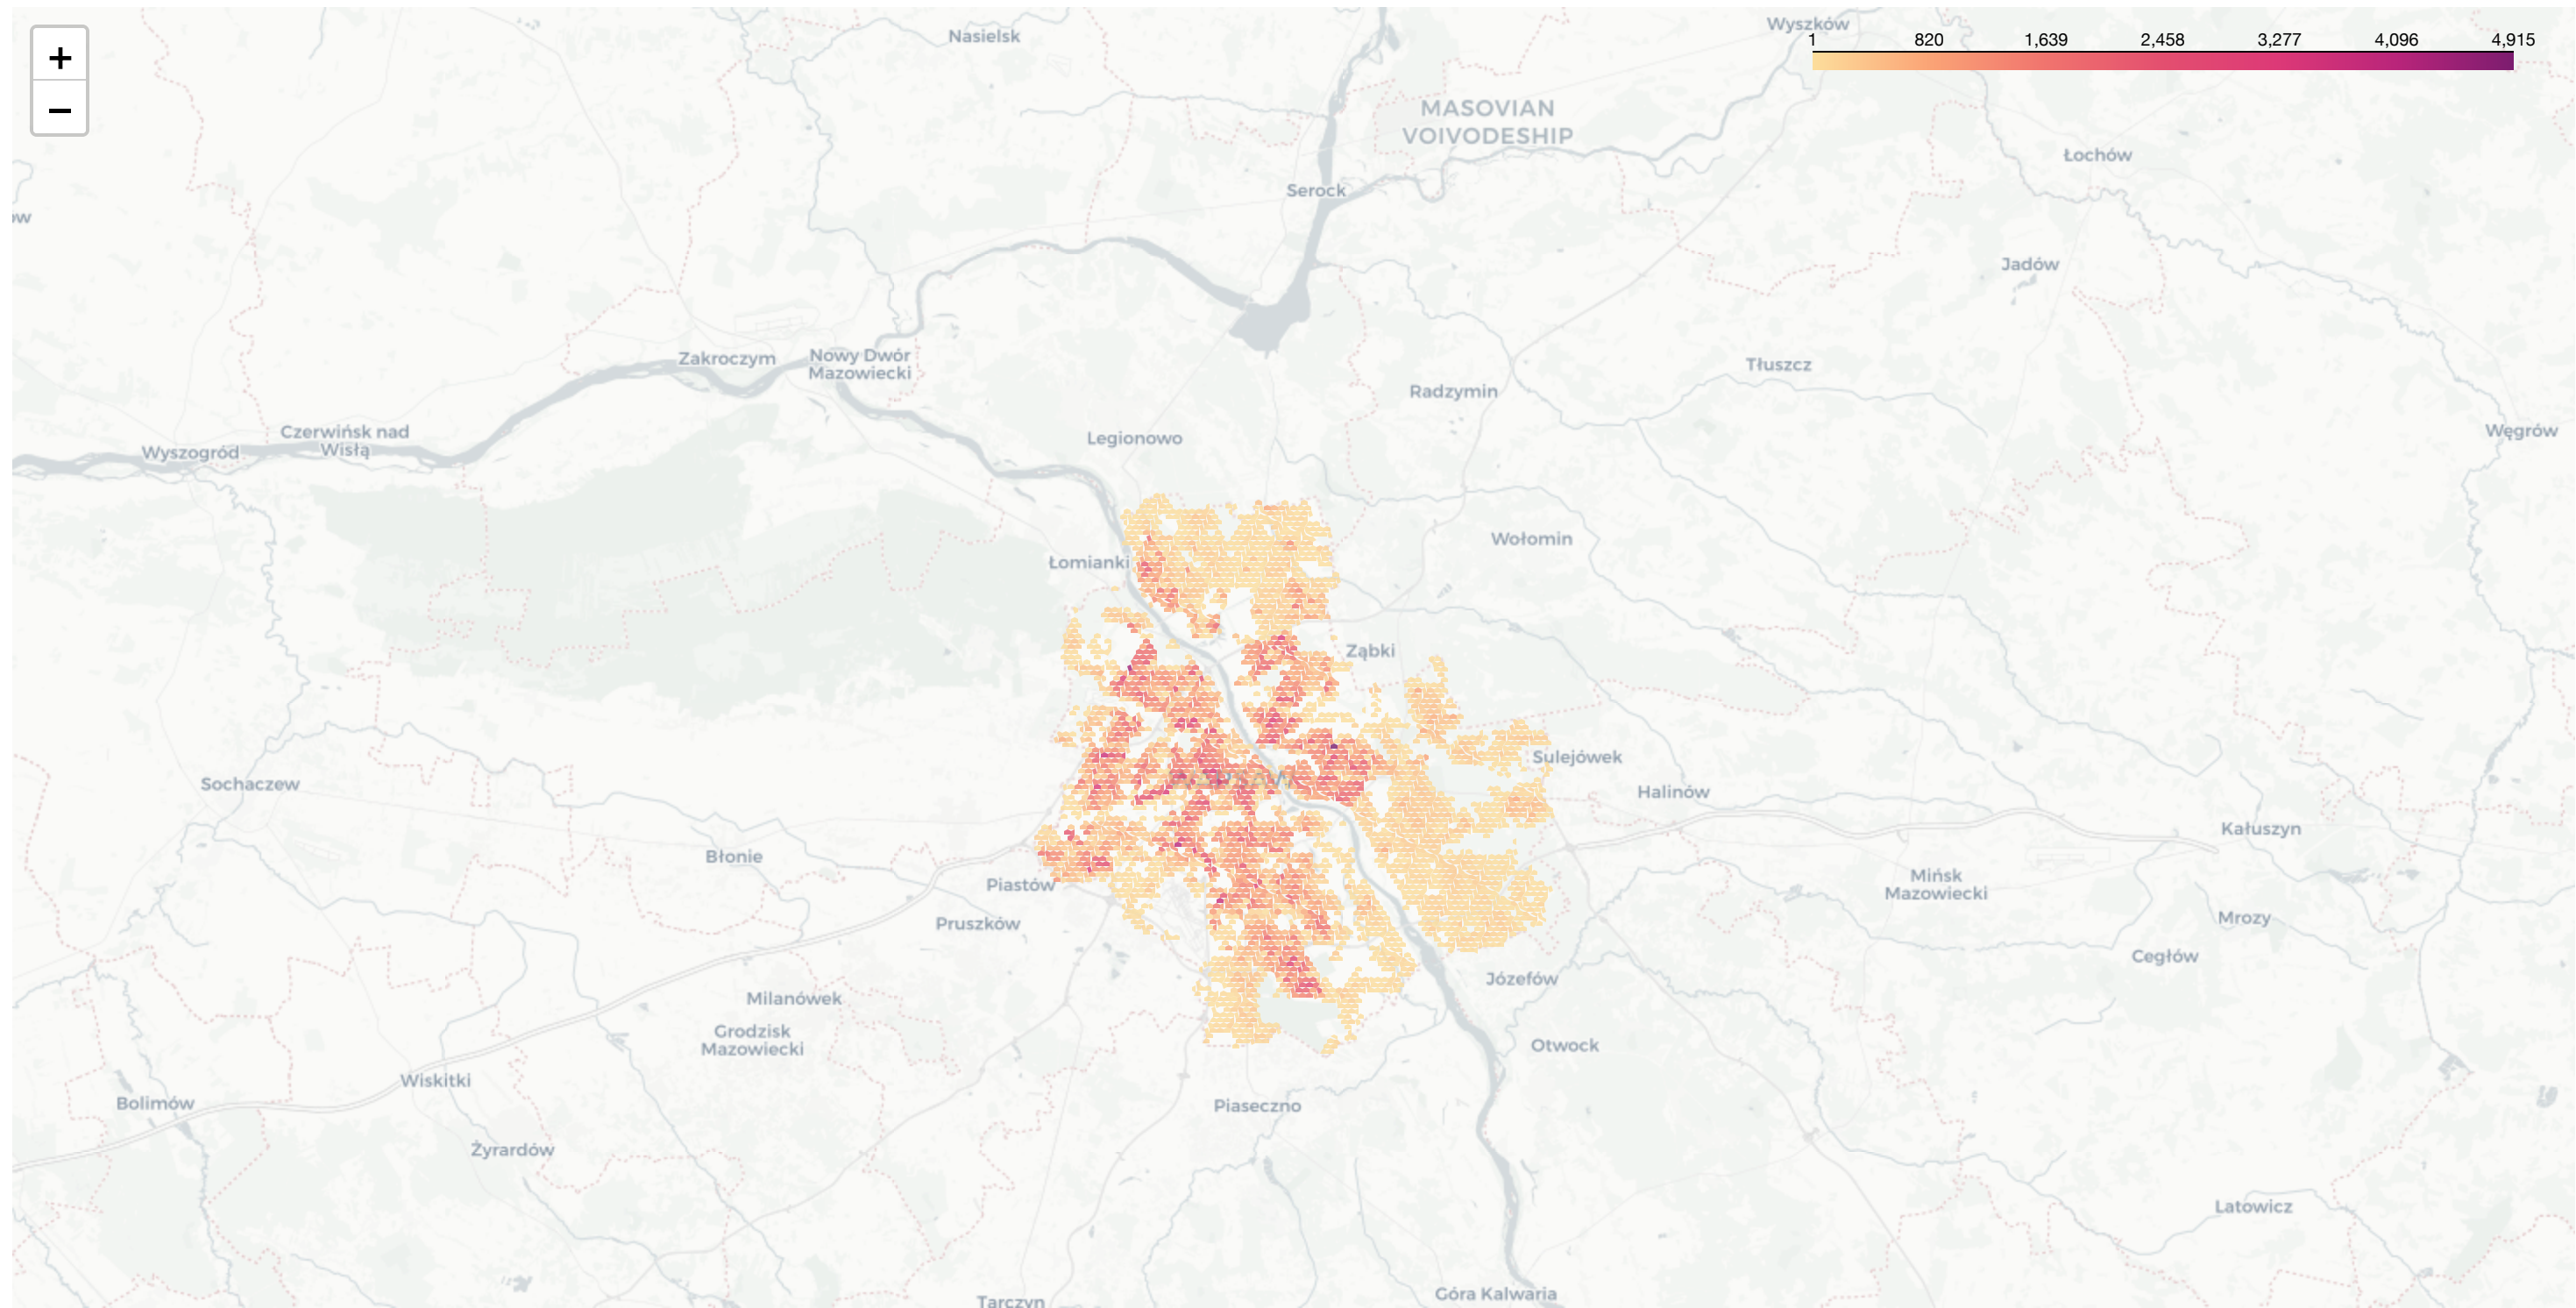 +
−
Nasielsk
Wyszków
1 820 1,639 2,458 3,277 4,096 4,915
MASOVIAN
VOIVODESHIP
Łochów
Serock
ow
Jadów
Zakroczym
Nowy Dwór
Mazowiecki
Tłuszcz
Radzymin
Czerwińsk nad
Wisłą
Wyszogród
Legionowo
Węgrów
Wołomin
Łomianki
Ząbki
Sulejówek
Sochaczew
Halinów
Kałuszyn
Błonie
Piastów
Mińsk
Mazowiecki
Pruszków
Mrozy
Cegłów
Józefów
Milanówek
Grodzisk
Mazowiecki
Otwock
Wiskitki
Bolimów
Piaseczno
Żyrardów
Latowicz
Góra Kalwaria
Tarczyn